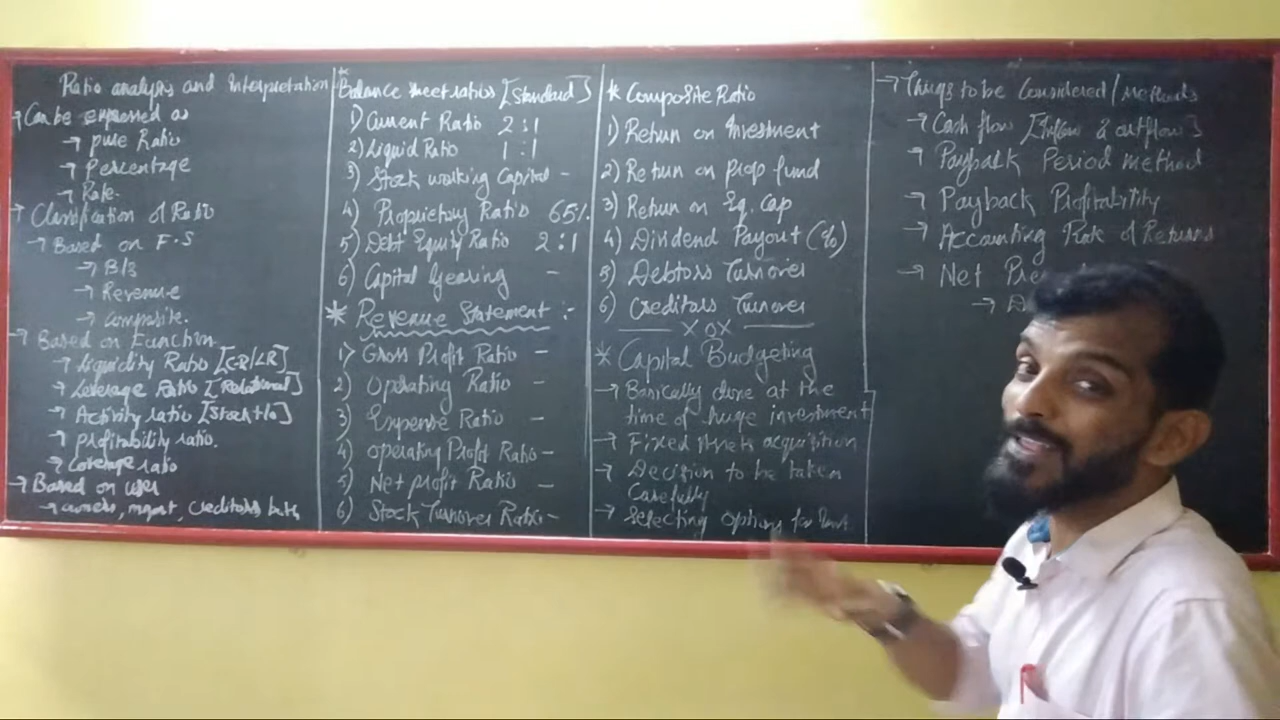 Ratio analysis and Interpretation
→ Can be expressed as
→ pure Ratio
→ Percentage
→ Rate
→ Classification of Ratio
→ Based on F.S
→ B/s
→ Revenue
→ Composite.
→ Based on Function
→ Liquidity Ratio [CR/LR]
→ Leverage Ratio [Relational]
→ Activity ratio [Stock t/o]
→ profitability ratio.
→ Coverage ratio
→ Based on user
→ owners, mgmt, creditors
* Balance sheet ratios [Standard]
1) Current Ratio 2:1
2) Liquid Ratio 1:1
3) Stock working Capital -
4) Proprietary Ratio 65%
5) Debt Equity Ratio 2:1
6) Capital Gearing -
* Revenue Statement :-
1) Gross Profit Ratio -
2) Operating Ratio -
3) Expense Ratio -
4) Operating Profit Ratio -
5) Net profit Ratio -
6) Stock Turnover Ratio -
* Composite Ratio
1) Return on Investment
2) Return on prop fund
3) Return on Eq. Cap
4) Dividend Payout (%)
5) Debtors Turnover
6) Creditors Turnover
* Capital Budgeting
→ Basically done at the
time of huge investment
→ Fixed Assets acquisition
→ Decision to be taken
Carefully
→ Selecting options for
→ Things to be Considered/methods
→ Cash flow [Inflow & outflow]
→ Payback Period method
→ Payback Profitability
→ Accounting Rate of Returns
→ Net